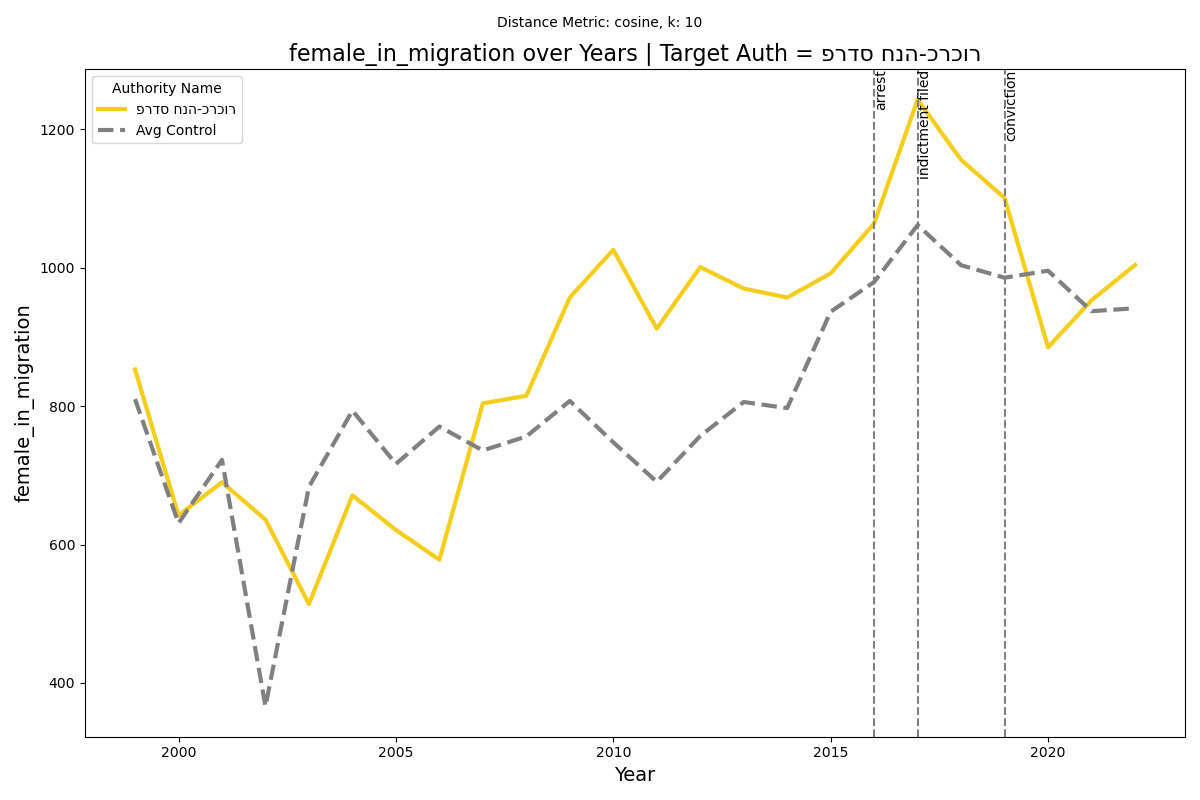 Distance Metric: cosine, k: 10
female_in_migration over Years | Target Auth = פרדס חנה-כרכור
Authority Name
פרדס חנה-כרכור
Avg Control
arrest
indictment filed
conviction
1200
1000
800
600
400
female_in_migration
2000
2005
2010
2015
2020
Year